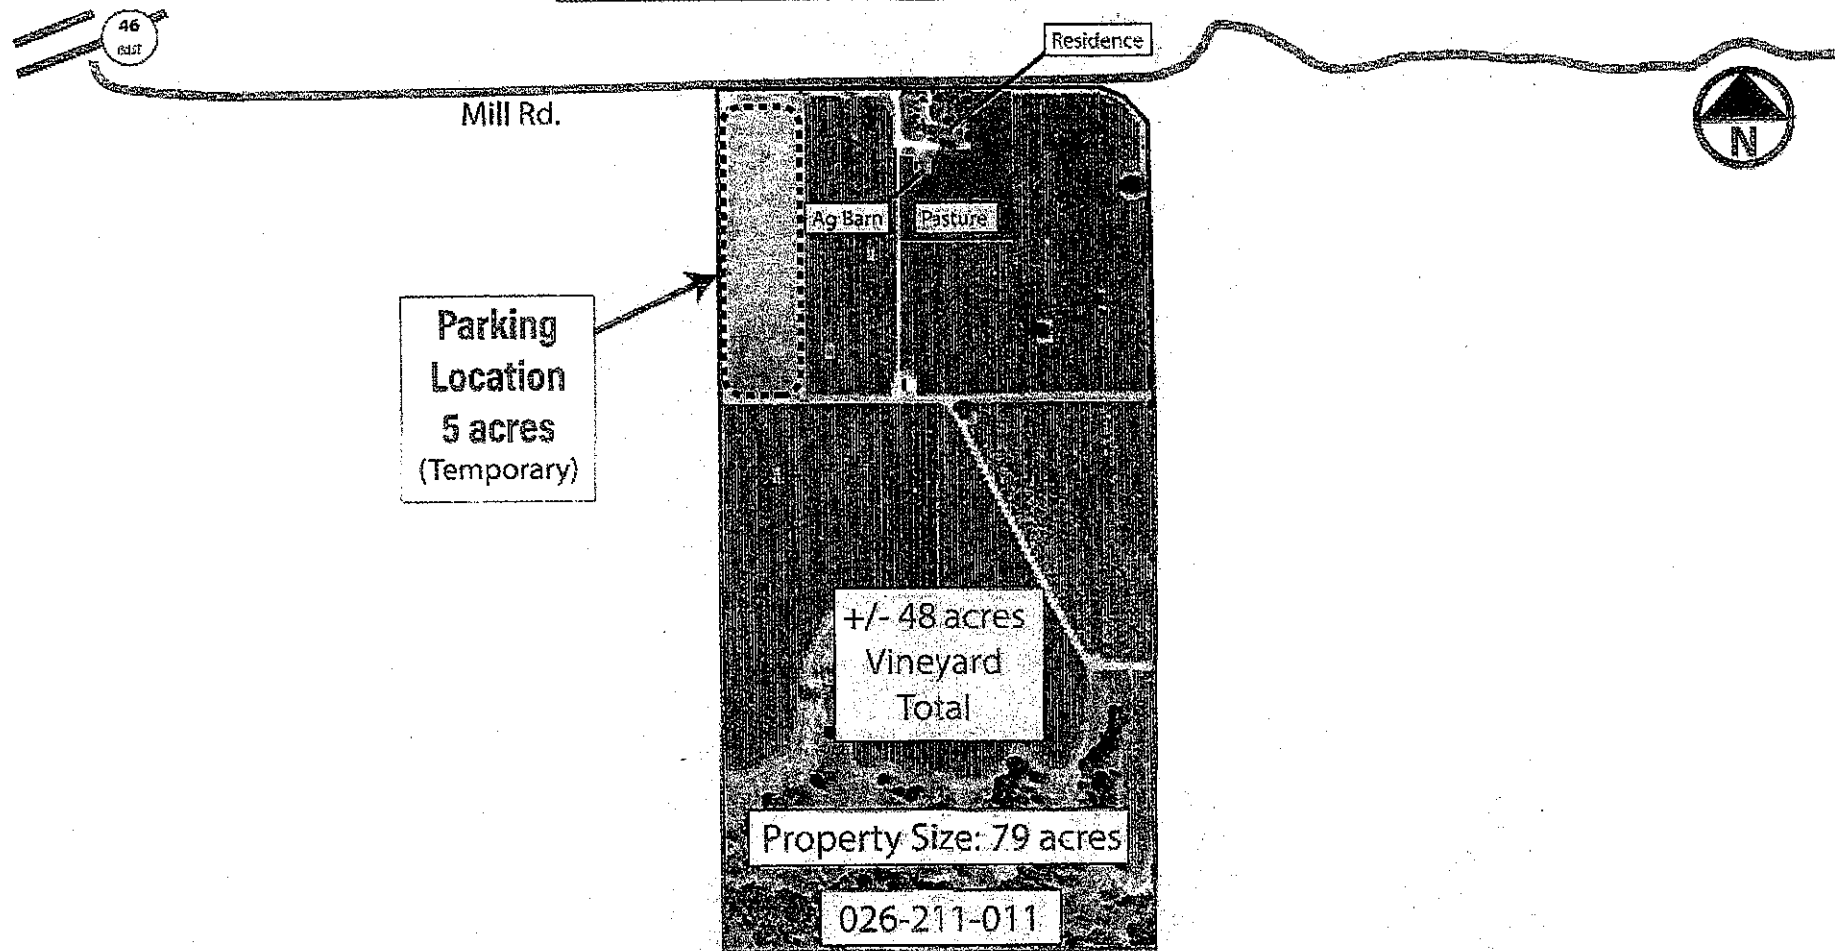 46
east
Residence
Mill Rd.
N
Ag Barn
Pasture
Parking
Location
5 acres
(Temporary)
+/- 48 acres
Vineyard
Total
Property Size: 79 acres
026-211-011